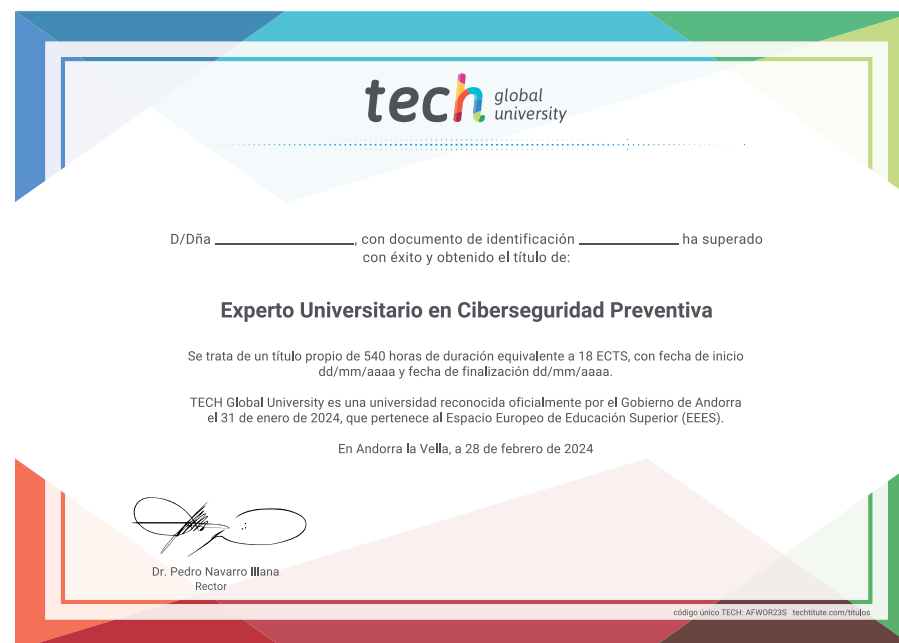 tech global
university
D/Dña ________________, con documento de identificación ______________ ha superado
con éxito y obtenido el título de:
Experto Universitario en Ciberseguridad Preventiva
Se trata de un título propio de 540 horas de duración equivalente a 18 ECTS, con fecha de inicio
dd/mm/aaaa y fecha de finalización dd/mm/aaaa.
TECH Global University es una universidad reconocida oficialmente por el Gobierno de Andorra
el 31 de enero de 2024, que pertenece al Espacio Europeo de Educación Superior (EEES).
En Andorra la Vella, a 28 de febrero de 2024
Dr. Pedro Navarro Illana
Rector
código único TECH: AFWOR23S techtitute.com/titulos